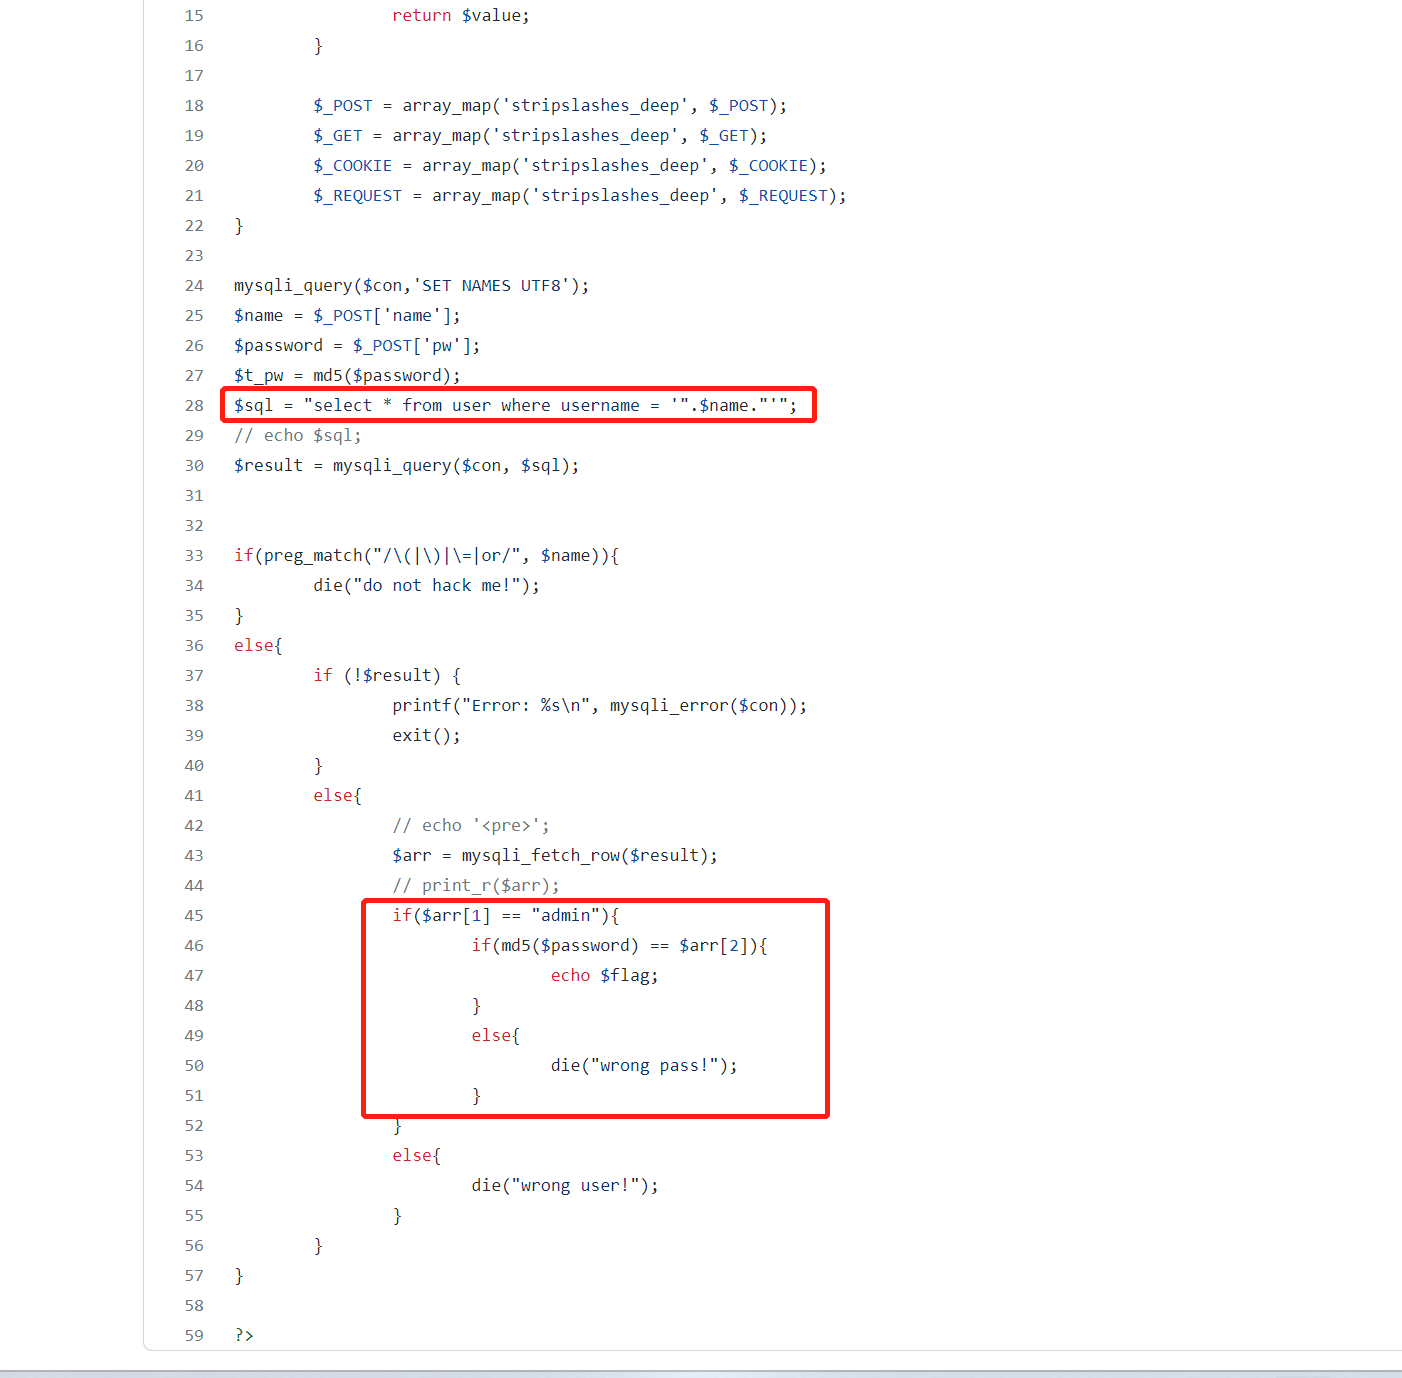 15 return $value;
16 }
17
18 $_POST = array_map('stripslashes_deep', $_POST);
19 $_GET = array_map('stripslashes_deep', $_GET);
20 $_COOKIE = array_map('stripslashes_deep', $_COOKIE);
21 $_REQUEST = array_map('stripslashes_deep', $_REQUEST);
22 }
23
24 mysqli_query($con,'SET NAMES UTF8');
25 $name = $_POST['name'];
26 $password = $_POST['pw'];
27 $t_pw = md5($password);
28 $sql = "select * from user where username = '".$name."'";
29 // echo $sql;
30 $result = mysqli_query($con, $sql);
31
32
33 if(preg_match("/\(|\)|\=|or/", $name)){
34 die("do not hack me!");
35 }
36 else{
37 if (!$result) {
38 printf("Error: %s\n", mysqli_error($con));
39 exit();
40 }
41 else{
42 // echo '<pre>';
43 $arr = mysqli_fetch_row($result);
44 // print_r($arr);
45 if($arr[1] == "admin"){
46 if(md5($password) == $arr[2]){
47 echo $flag;
48 }
49 else{
50 die("wrong pass!");
51 }
52 }
53 else{
54 die("wrong user!");
55 }
56 }
57 }
58
59 ?>